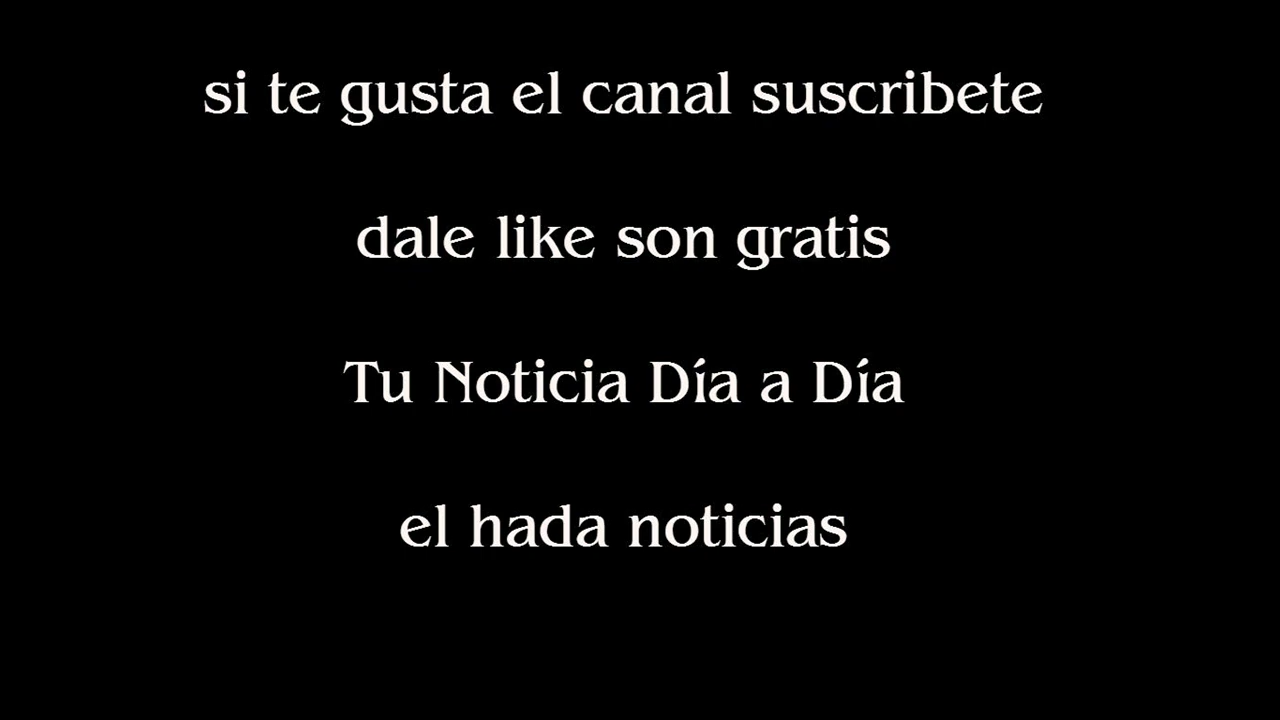 si te gusta el canal suscribete
dale like son gratis
Tu Noticia Día a Día
el hada noticias